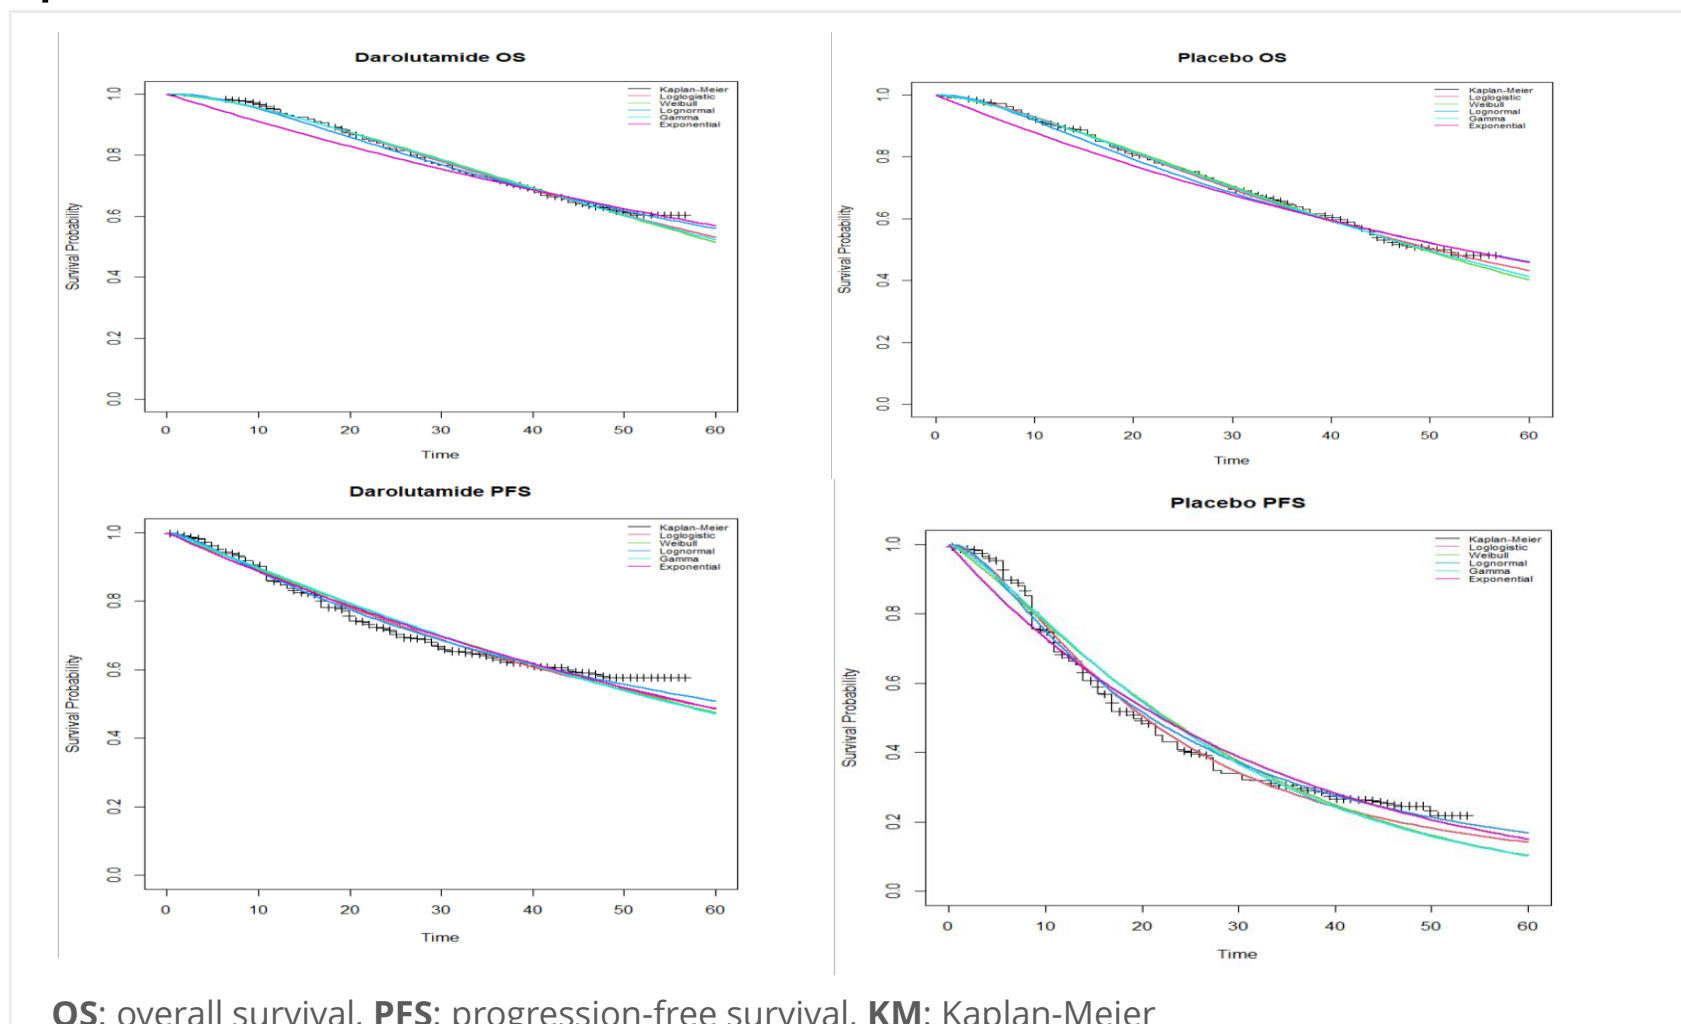 Darolutamide OS
Kaplan-Meier
Loglogistic
Weibull
Lognormal
Gamma
Exponential
Survival Probability
0.0 0.2 0.4 0.6 0.8 1.0
0 10 20 30 40 50 60
Time
Placebo OS
Kaplan-Meier
Loglogistic
Weibull
Lognormal
Gamma
Exponential
Survival Probability
0.0 0.2 0.4 0.6 0.8 1.0
0 10 20 30 40 50 60
Time
Darolutamide PFS
Kaplan-Meier
Loglogistic
Weibull
Lognormal
Gamma
Exponential
Survival Probability
0.0 0.2 0.4 0.6 0.8 1.0
0 10 20 30 40 50 60
Time
Placebo PFS
Kaplan-Meier
Loglogistic
Weibull
Lognormal
Gamma
Exponential
Survival Probability
0.0 0.2 0.4 0.6 0.8 1.0
0 10 20 30 40 50 60
Time
OS: overall survival, PFS: progression-free survival, KM: Kaplan-Meier